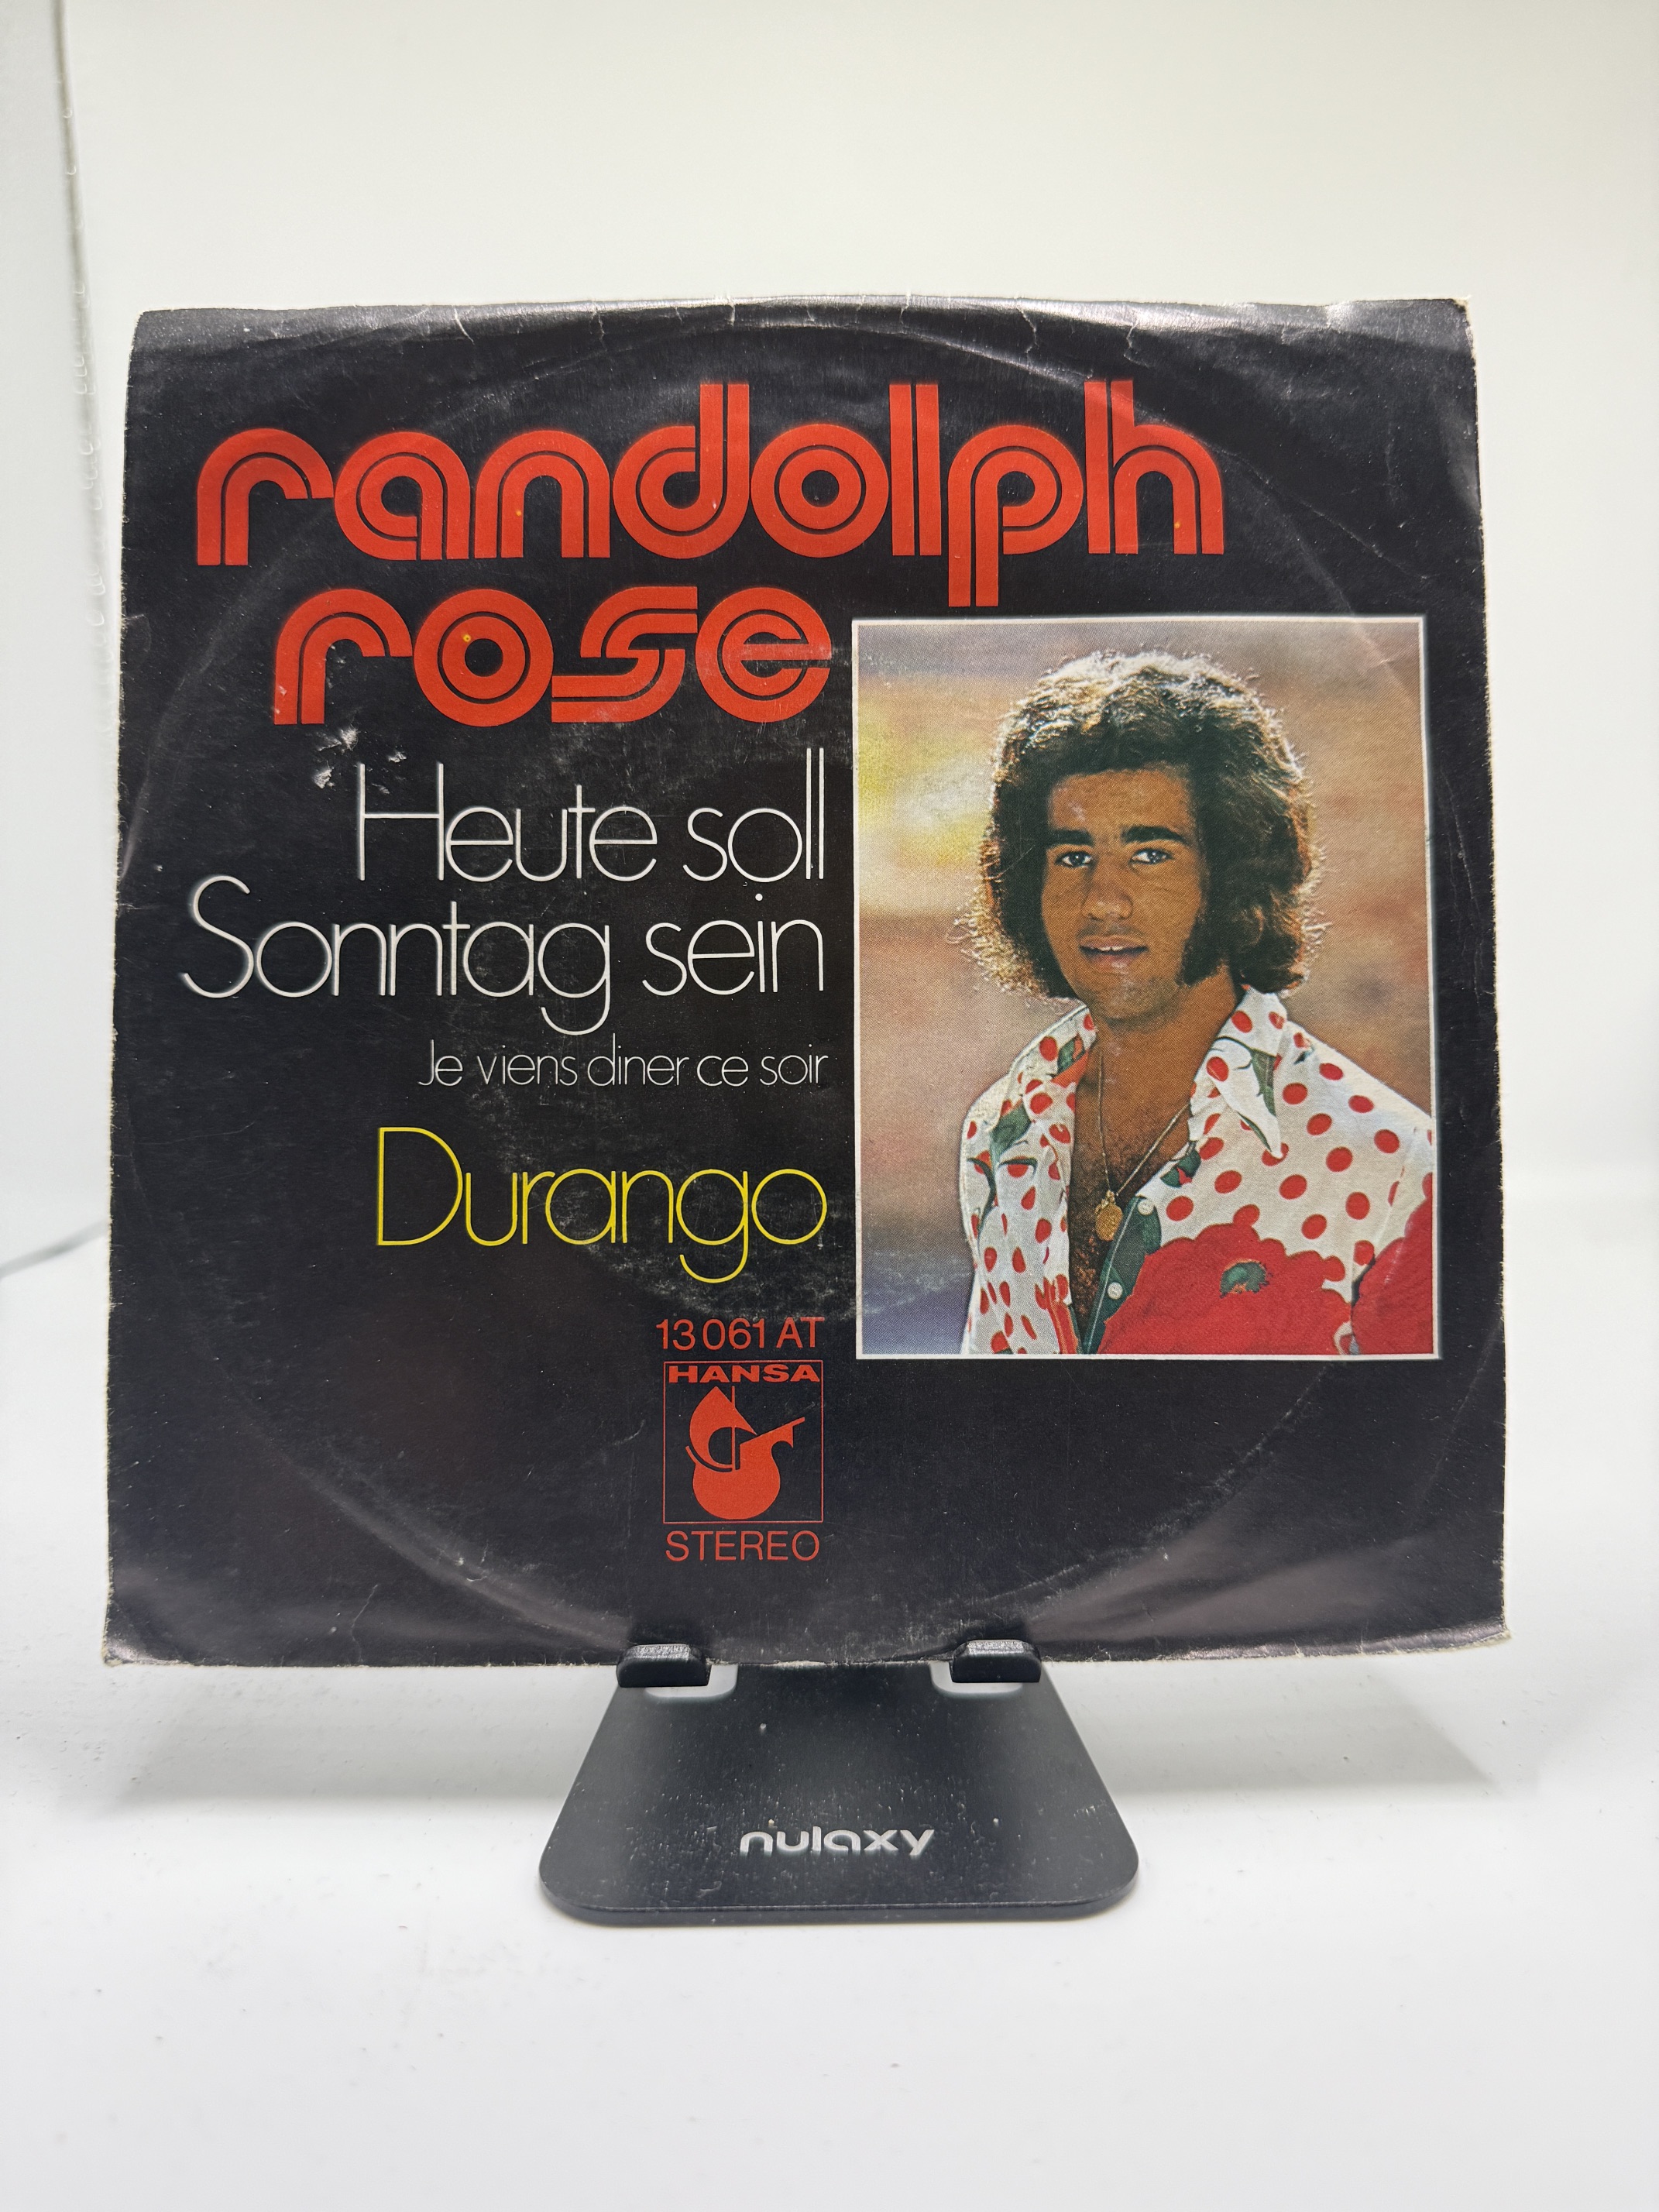 randolph
rose
Heute soll
Sonntag sein
Je viens diner ce soir
Durango
13 061 AT
HANSA
STEREO
nulaxy